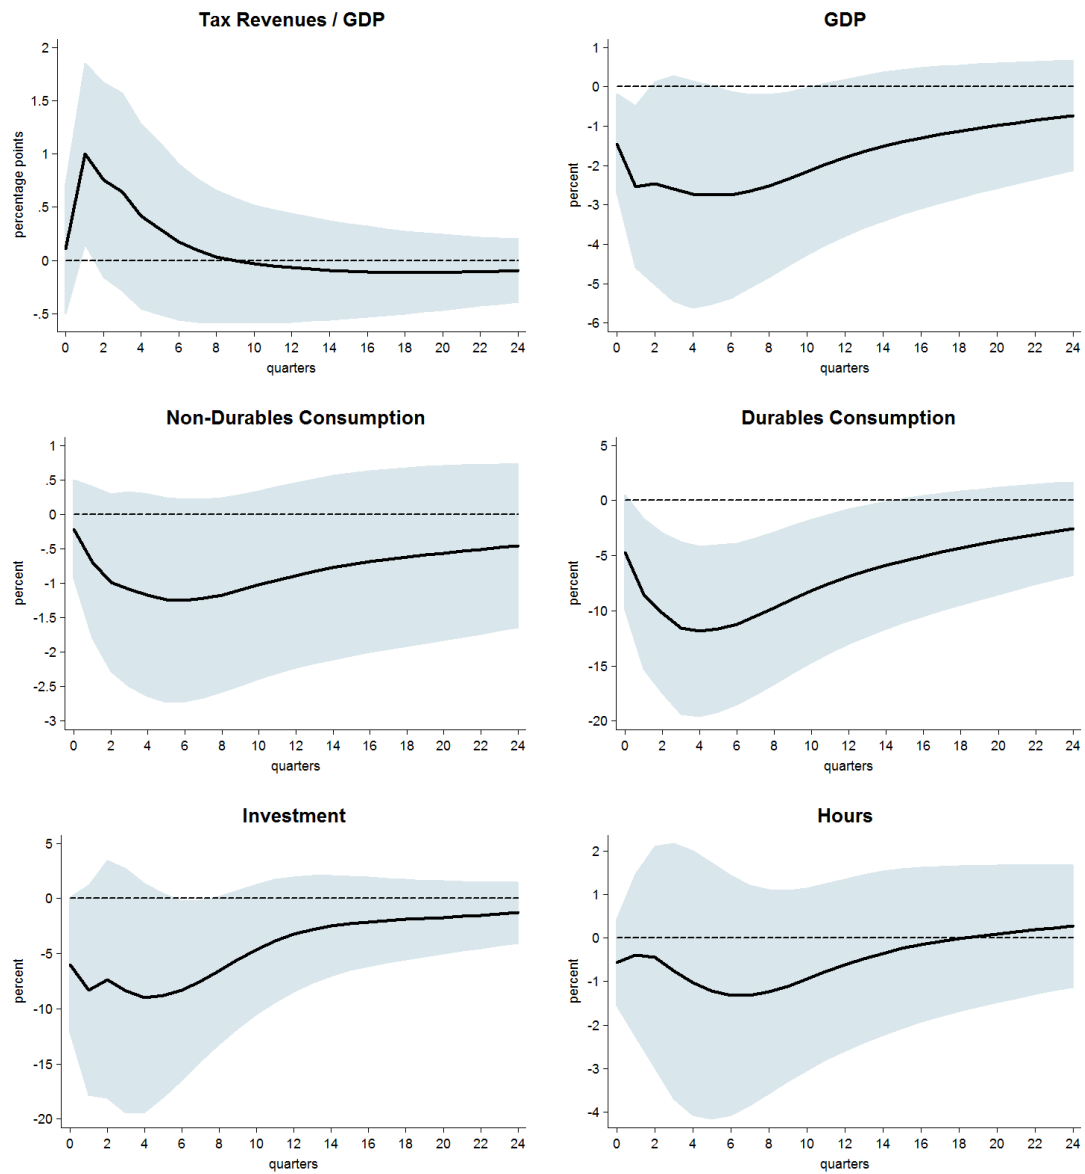 Tax Revenues / GDP
percentage points
2
1.5
1
.5
0
-.5
0 2 4 6 8 10 12 14 16 18 20 22 24
quarters
GDP
percent
1
0
-1
-2
-3
-4
-5
-6
0 2 4 6 8 10 12 14 16 18 20 22 24
quarters
Non-Durables Consumption
percent
1
.5
0
-.5
-1
-1.5
-2
-2.5
-3
0 2 4 6 8 10 12 14 16 18 20 22 24
quarters
Durables Consumption
percent
5
0
-5
-10
-15
-20
0 2 4 6 8 10 12 14 16 18 20 22 24
quarters
Investment
percent
5
0
-5
-10
-15
-20
0 2 4 6 8 10 12 14 16 18 20 22 24
quarters
Hours
percent
2
1
0
-1
-2
-3
-4
0 2 4 6 8 10 12 14 16 18 20 22 24
quarters